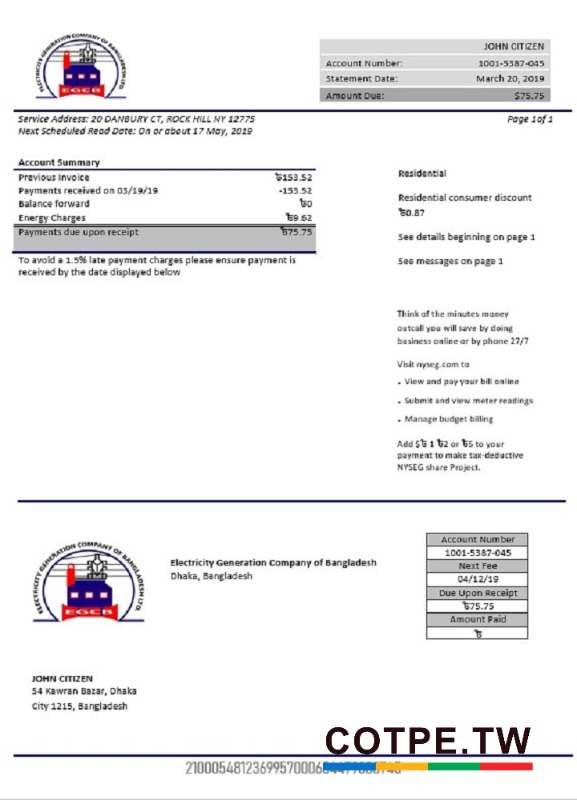 ELECTRICITY GENERATION COMPANY OF BANGLADESH LTD.
EGCB
JOHN CITIZEN
Account Number: 1001-5387-045
Statement Date: March 20, 2019
Amount Due: $75.75
Service Address: 20 DANBURY CT, ROCK HILL NY 12775
Page 1of 1
Next Scheduled Read Date: On or about 17 May, 2019
Account Summary
Previous Invoice ৳153.52
Payments received on 03/19/19 -153.52
Balance forward ৳0
Energy Charges ৳9.62
Payments due upon receipt ৳75.75
To avoid a 1.5% late payment charges please ensure payment is
received by the date displayed below
Residential
Residential consumer discount
৳0.87
See details beginning on page 1
See messages on page 1
Think of the minutes money
outcall you will save by doing
business online or by phone 27/7
Visit nyseg.com to
• View and pay your bill online
• Submit and view meter readings
• Manage budget billing
Add $৳ 1 ৳2 or ৳5 to your
payment to make tax-deductive
NYSEG share Project.
ELECTRICITY GENERATION COMPANY OF BANGLADESH LTD.
EGCB
Electricity Generation Company of Bangladesh
Dhaka, Bangladesh
Account Number
1001-5387-045
Next Fee
04/12/19
Due Upon Receipt
৳75.75
Amount Paid
৳
JOHN CITIZEN
54 Kawran Bazar, Dhaka
City 1215, Bangladesh
COTPE.TW